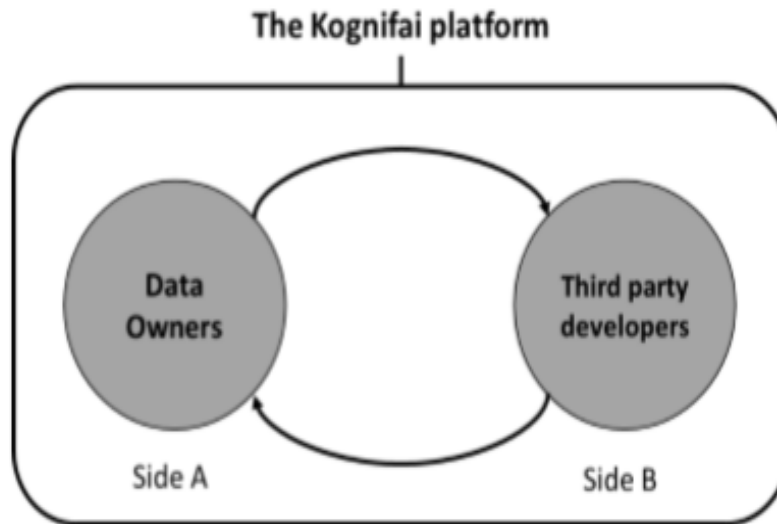 The Kognifai platform
Data
Owners
Third party
developers
Side A
Side B